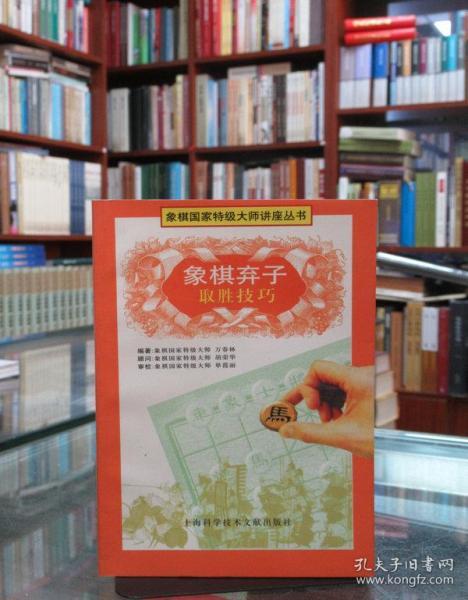 象棋国家特级大师讲座丛书
象棋弃子
取胜技巧
编著:象棋国家特级大师 万春林
顾问:象棋国家特级大师 胡荣华
审校:象棋国家特级大师 单霞丽
車 象 士
馬
馬
上海科学技术文献出版社
孔夫子旧书网
www.kongfz.com